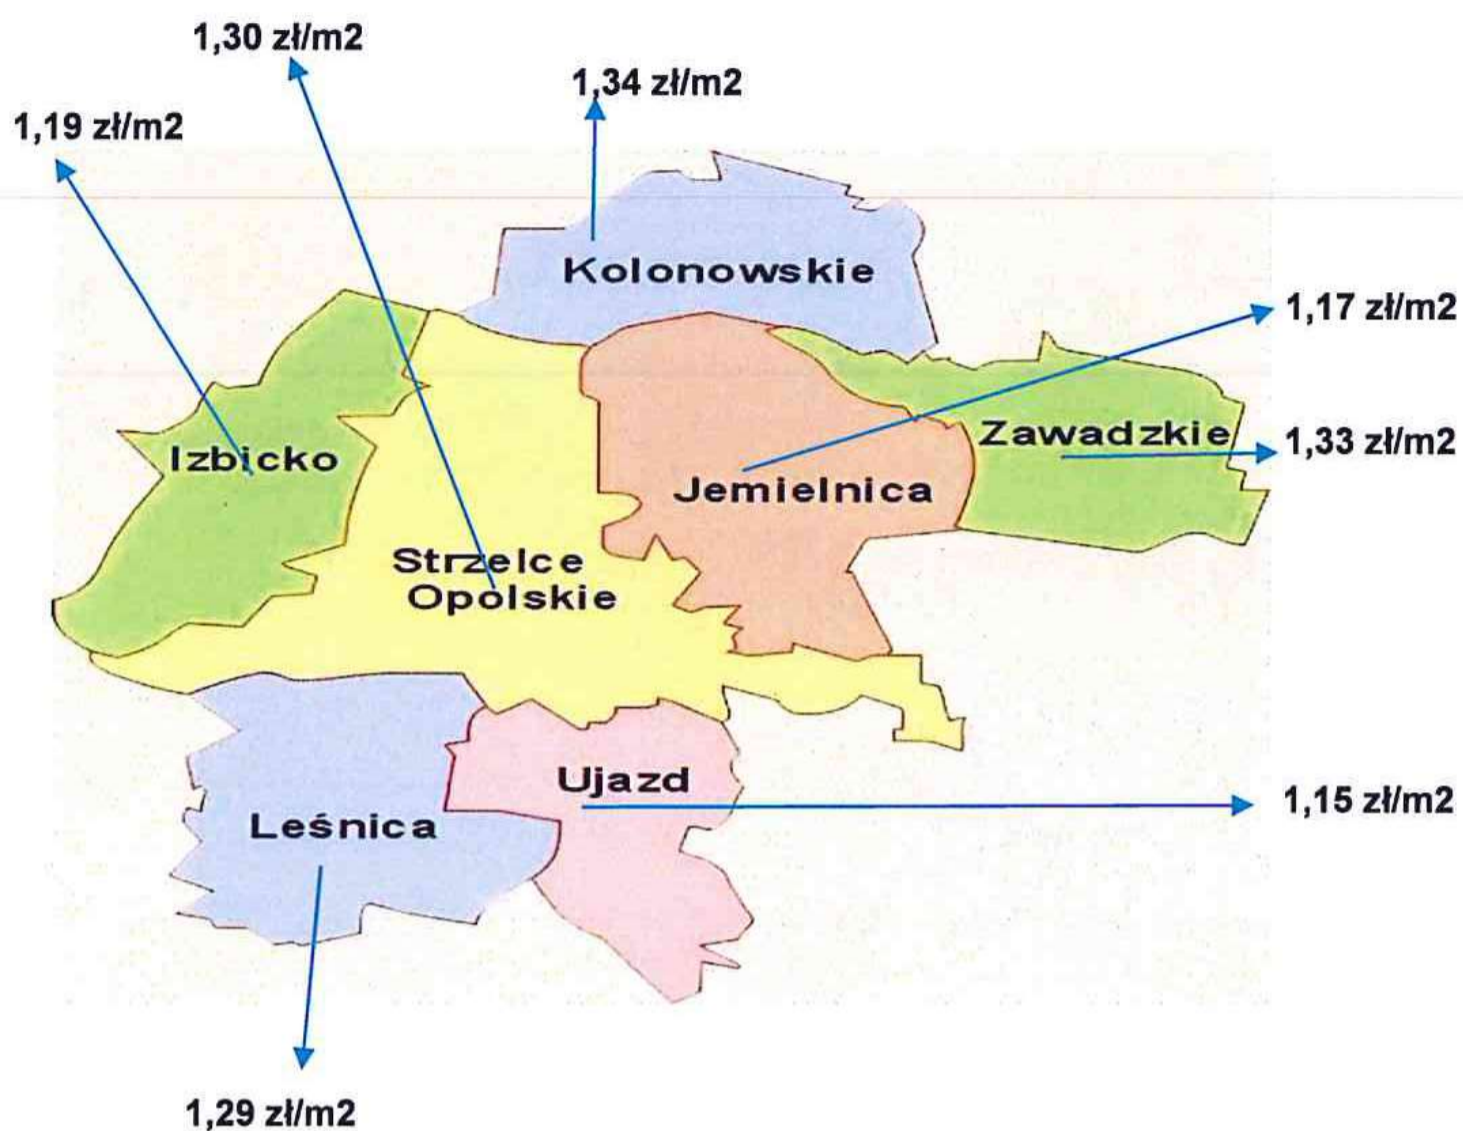 1,30 zł/m2
1,34 zł/m2
1,19 zł/m2
Kolonowskie
1,17 zł/m2
Zawadzkie
1,33 zł/m2
Izbicko
Jemielnica
Strzelce
Opolskie
Ujazd
1,15 zł/m2
Leśnica
1,29 zł/m2